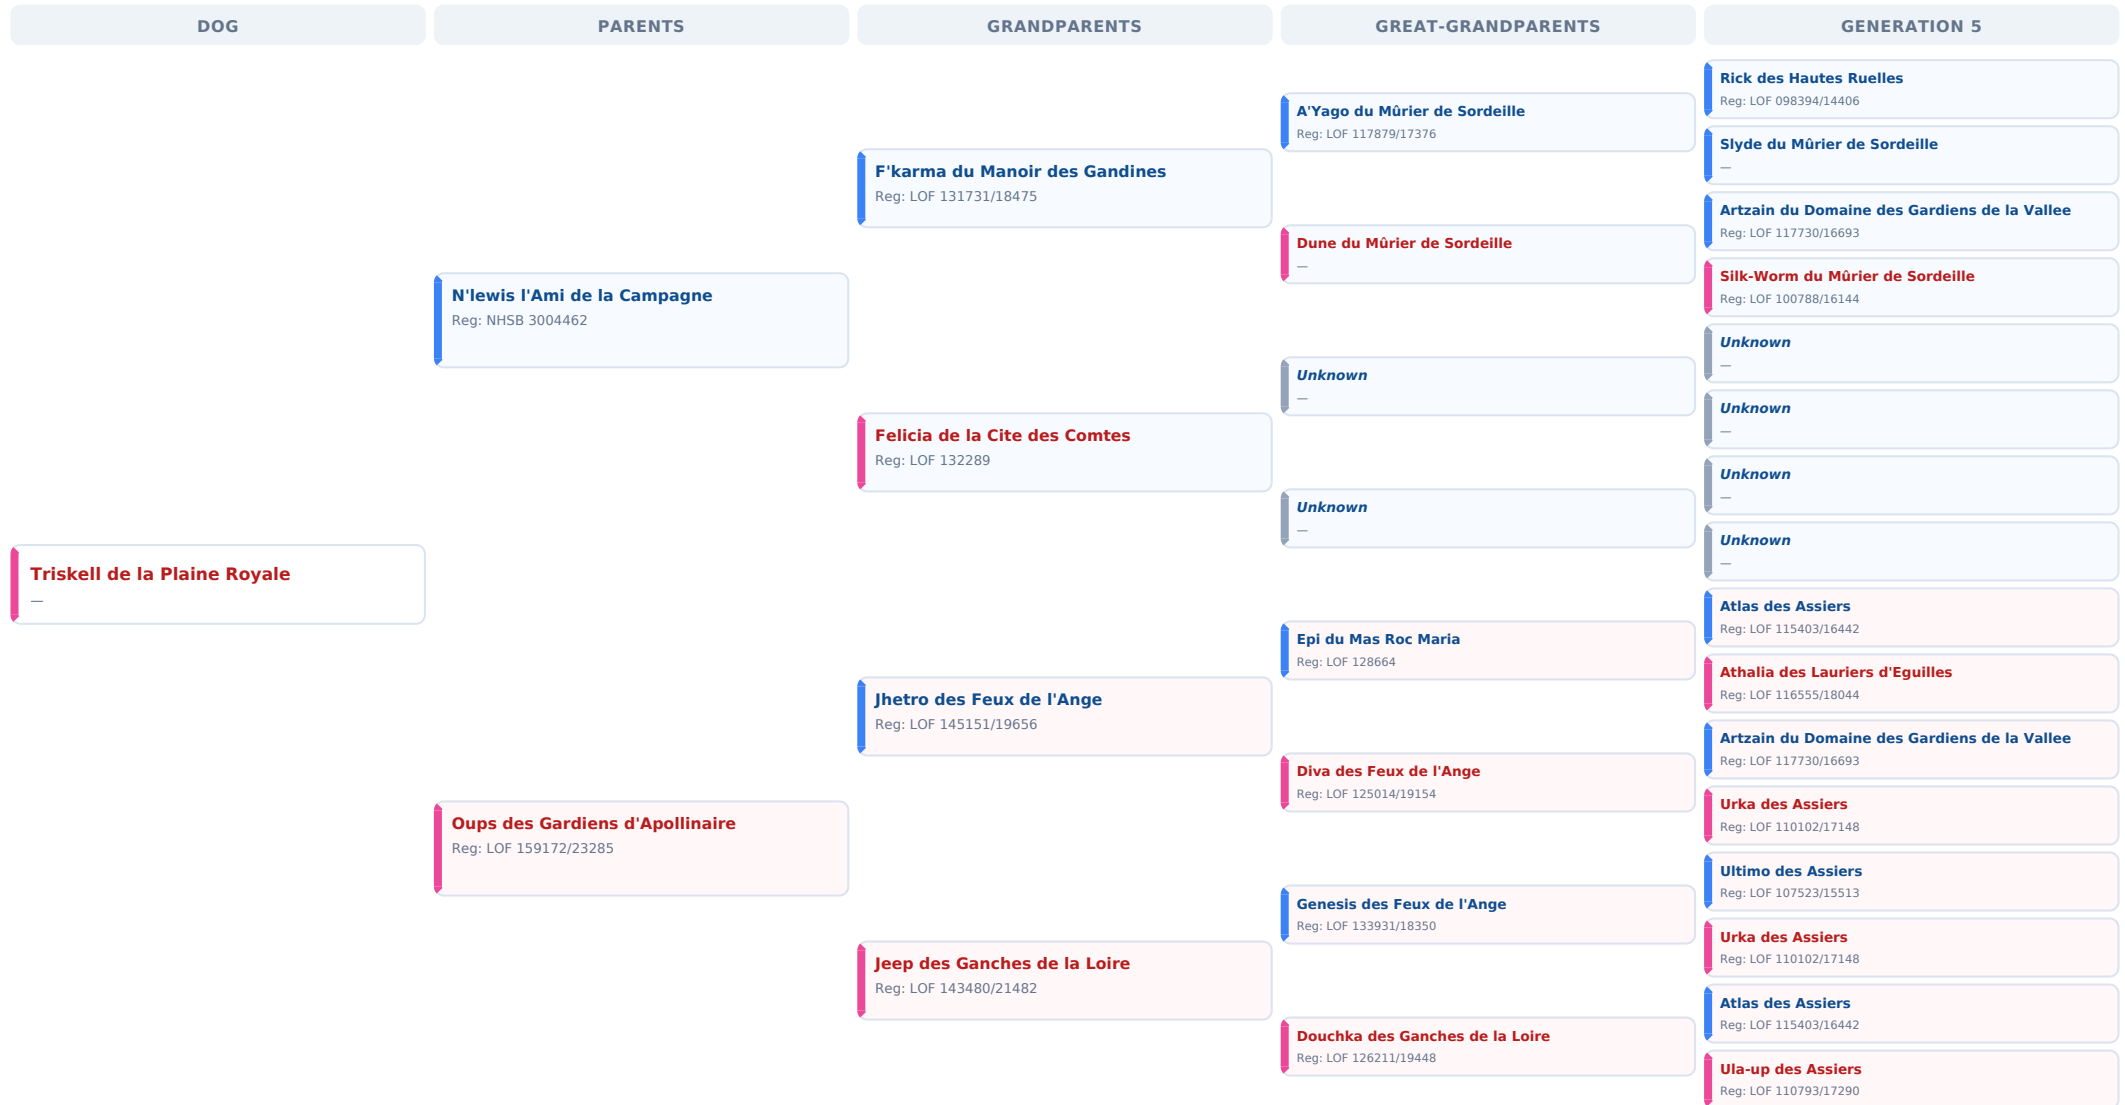 DOG
PARENTS
GRANDPARENTS
GREAT-GRANDPARENTS
GENERATION 5
Triskell de la Plaine Royale
—
N'lewis l'Ami de la Campagne
Reg: NHSB 3004462
Oups des Gardiens d'Apollinaire
Reg: LOF 159172/23285
F'karma du Manoir des Gandines
Reg: LOF 131731/18475
Felicia de la Cite des Comtes
Reg: LOF 132289
Jhetro des Feux de l'Ange
Reg: LOF 145151/19656
Jeep des Ganches de la Loire
Reg: LOF 143480/21482
A'Yago du Mûrier de Sordeille
Reg: LOF 117879/17376
Dune du Mûrier de Sordeille
—
Unknown
—
Unknown
—
Epi du Mas Roc Maria
Reg: LOF 128664
Diva des Feux de l'Ange
Reg: LOF 125014/19154
Genesis des Feux de l'Ange
Reg: LOF 133931/18350
Douchka des Ganches de la Loire
Reg: LOF 126211/19448
Rick des Hautes Ruelles
Reg: LOF 098394/14406
Slyde du Mûrier de Sordeille
—
Artzain du Domaine des Gardiens de la Vallee
Reg: LOF 117730/16693
Silk-Worm du Mûrier de Sordeille
Reg: LOF 100788/16144
Unknown
—
Unknown
—
Unknown
—
Unknown
—
Atlas des Assiers
Reg: LOF 115403/16442
Athalia des Lauriers d'Eguilles
Reg: LOF 116555/18044
Artzain du Domaine des Gardiens de la Vallee
Reg: LOF 117730/16693
Urka des Assiers
Reg: LOF 110102/17148
Ultimo des Assiers
Reg: LOF 107523/15513
Urka des Assiers
Reg: LOF 110102/17148
Atlas des Assiers
Reg: LOF 115403/16442
Ula-up des Assiers
Reg: LOF 110793/17290